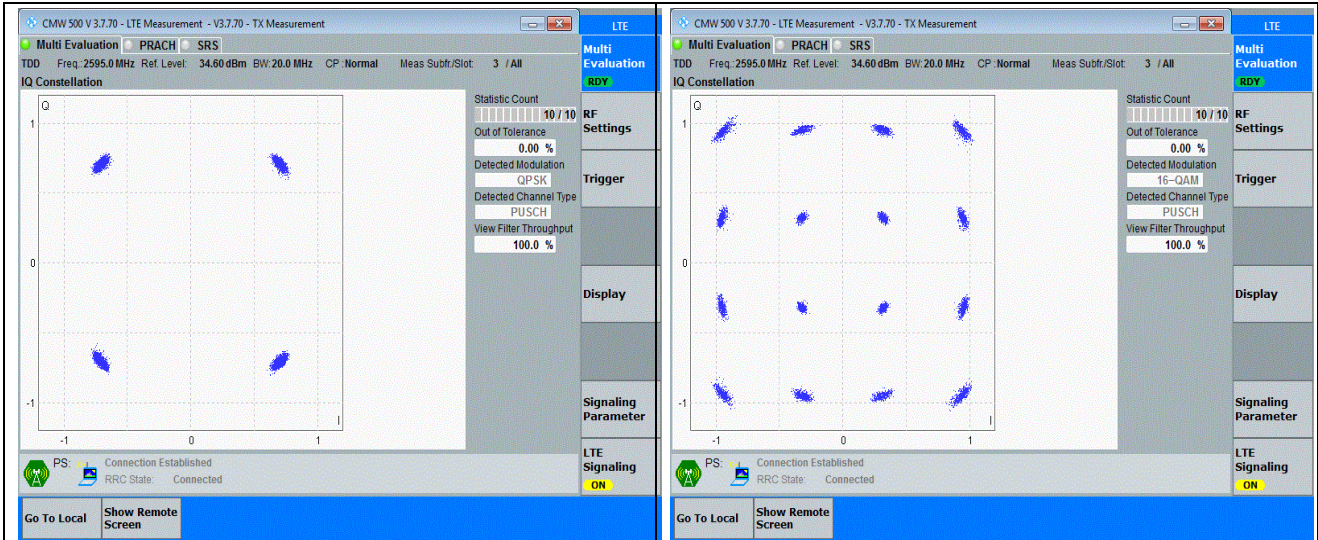 CMW 500 V 3.7.70 - LTE Measurement - V3.7.70 - TX Measurement
LTE
Multi Evaluation PRACH SRS
Multi
Evaluation
RDY
TDD Freq.: 2595.0 MHz Ref. Level: 34.60 dBm BW: 20.0 MHz CP : Normal Meas Subfr./Slot: 3 / All
IQ Constellation
Q
1
0
-1
I
-1 0 1
Statistic Count
10 / 10
Out of Tolerance
0.00 %
Detected Modulation
QPSK
Detected Channel Type
PUSCH
View Filter Throughput
100.0 %
RF
Settings
Trigger
Display
Signaling
Parameter
LTE
Signaling
ON
PS: Connection Established
RRC State: Connected
Go To Local
Show Remote
Screen
CMW 500 V 3.7.70 - LTE Measurement - V3.7.70 - TX Measurement
LTE
Multi Evaluation PRACH SRS
Multi
Evaluation
RDY
TDD Freq.: 2595.0 MHz Ref. Level: 34.60 dBm BW: 20.0 MHz CP : Normal Meas Subfr./Slot: 3 / All
IQ Constellation
Q
1
0
-1
I
-1 0 1
Statistic Count
10 / 10
Out of Tolerance
0.00 %
Detected Modulation
16-QAM
Detected Channel Type
PUSCH
View Filter Throughput
100.0 %
RF
Settings
Trigger
Display
Signaling
Parameter
LTE
Signaling
ON
PS: Connection Established
RRC State: Connected
Go To Local
Show Remote
Screen